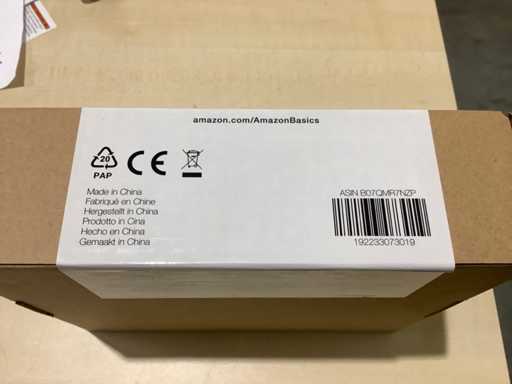 amazon.com/AmazonBasics
20
PAP
CE
Made in China
Fabriqué en Chine
Hergestellt in China
Prodotto in Cina
Hecho en China
Gemaakt in China
ASIN B07QMR7NZP
192233073019